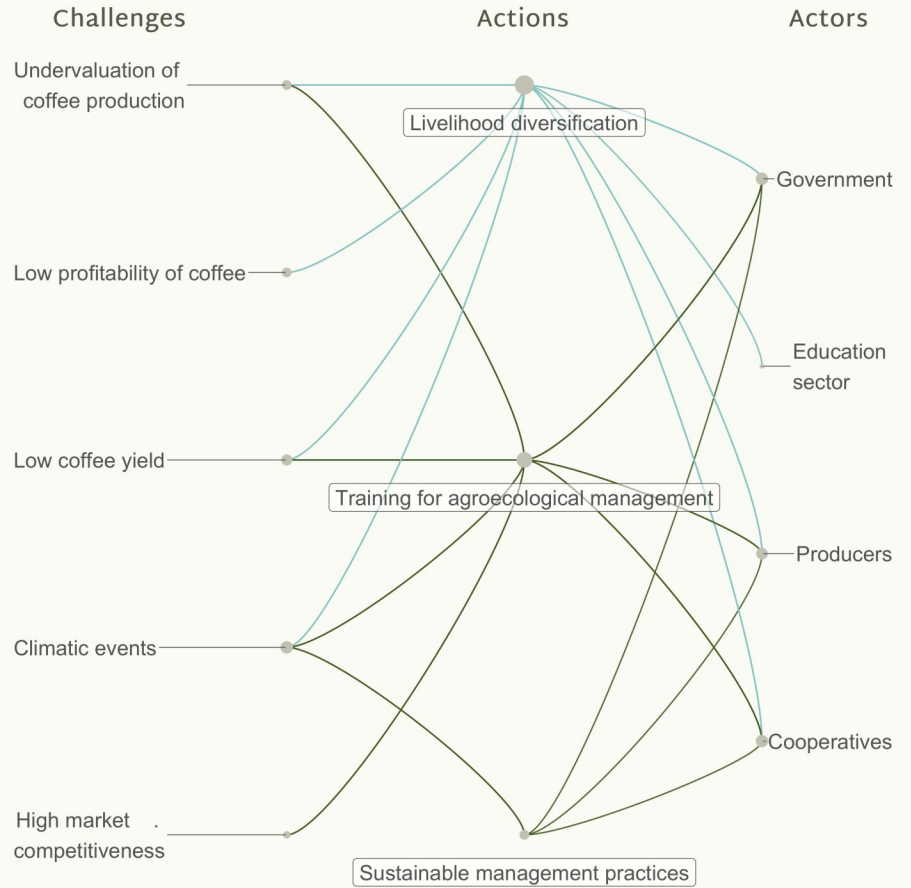 Challenges
Actions
Actors
Undervaluation of
coffee production
Livelihood diversification
Government
Low profitability of coffee
Education
sector
Low coffee yield
Training for agroecological management
Producers
Climatic events
Cooperatives
High market .
competitiveness
Sustainable management practices